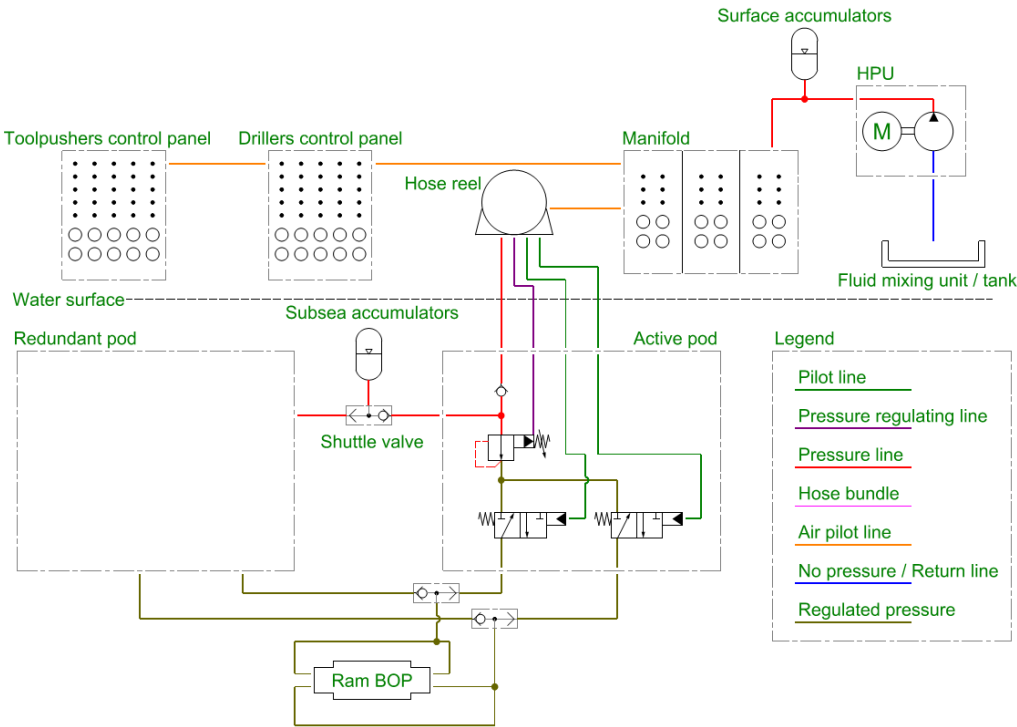 Surface accumulators
HPU
Toolpushers control panel
Drillers control panel
Manifold
M
Hose reel
Fluid mixing unit / tank
Water surface
Subsea accumulators
Redundant pod
Active pod
Legend
Pilot line
Pressure regulating line
Shuttle valve
Pressure line
Hose bundle
Air pilot line
No pressure / Return line
Regulated pressure
Ram BOP